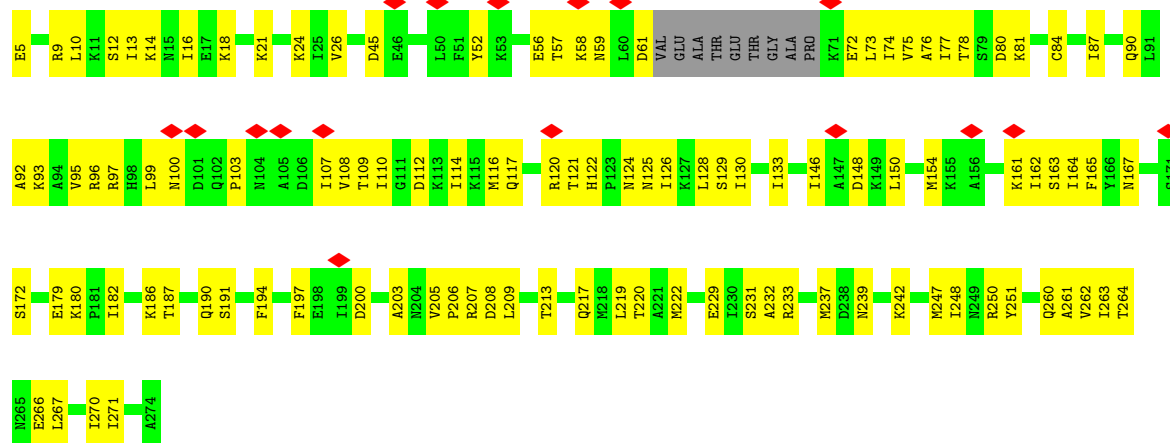 E5 R9 L10 K11 S12 I13 K14 N15 I16 E17 K18 K21 K24 I25 V26 D45 E46 L50 F51 Y52 K53 E56 T57 K58 N59 L60 D61 VAL GLU ALA THR GLU THR GLY ALA PRO K71 E72 L73 I74 V75 A76 I77 T78 S79 D80 K81 C84 I87 Q90 L91
A92 K93 A94 V95 R96 R97 H98 L99 N100 D101 Q102 P103 N104 A105 D106 I107 V108 T109 I110 G111 D112 K113 I114 K115 M116 Q117 R120 T121 H122 P123 N124 N125 I126 K127 L128 S129 I130 I133 I146 A147 D148 K149 L150 M154 K155 A156 K161 I162 S163 I164 F165 Y166 N167
S172 E179 K180 P181 I182 K186 T187 Q190 S191 F194 F197 E198 I199 D200 A203 N204 V205 P206 R207 D208 L209 T213 Q217 M218 L219 T220 A221 M222 E229 I230 S231 A232 R233 M237 D238 N239 K242 M247 I248 N249 R250 Y251 Q260 A261 V262 I263 T264
N265 E266 L267 I270 I271 A274